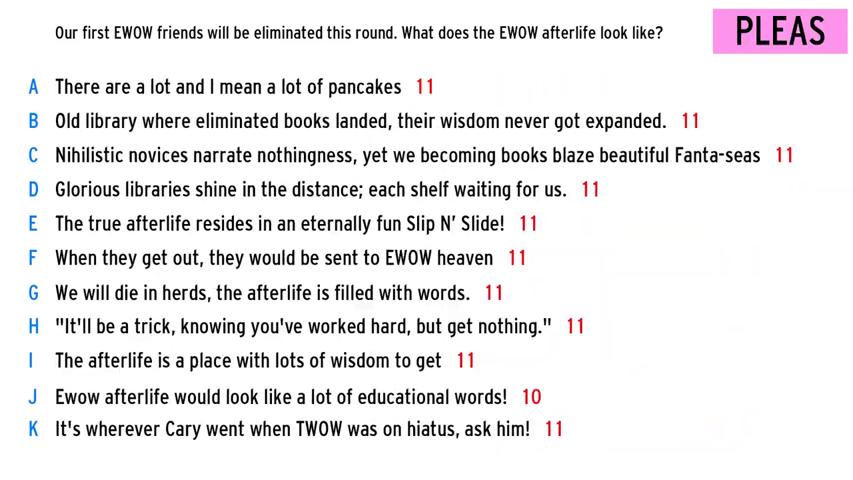 Our first EWOW friends will be eliminated this round. What does the EWOW afterlife look like?
PLEAS
A There are a lot and I mean a lot of pancakes 11
B Old library where eliminated books landed, their wisdom never got expanded. 11
C Nihilistic novices narrate nothingness, yet we becoming books blaze beautiful Fanta-seas 11
D Glorious libraries shine in the distance; each shelf waiting for us. 11
E The true afterlife resides in an eternally fun Slip N' Slide! 11
F When they get out, they would be sent to EWOW heaven 11
G We will die in herds, the afterlife is filled with words. 11
H "It'll be a trick, knowing you've worked hard, but get nothing." 11
I The afterlife is a place with lots of wisdom to get 11
J Ewow afterlife would look like a lot of educational words! 10
K It's wherever Cary went when TWOW was on hiatus, ask him! 11